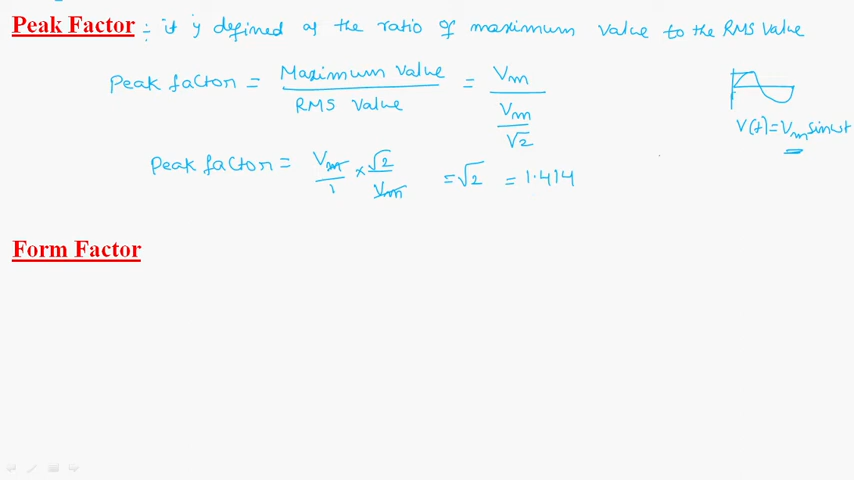 Peak Factor :- it is defined as the ratio of maximum value to the RMS value
Peak factor = Maximum value / RMS value = Vm / (Vm / √2)
V(t) = Vm sinωt
Peak factor = Vm / 1 × √2 / Vm = √2 = 1.414
Form Factor